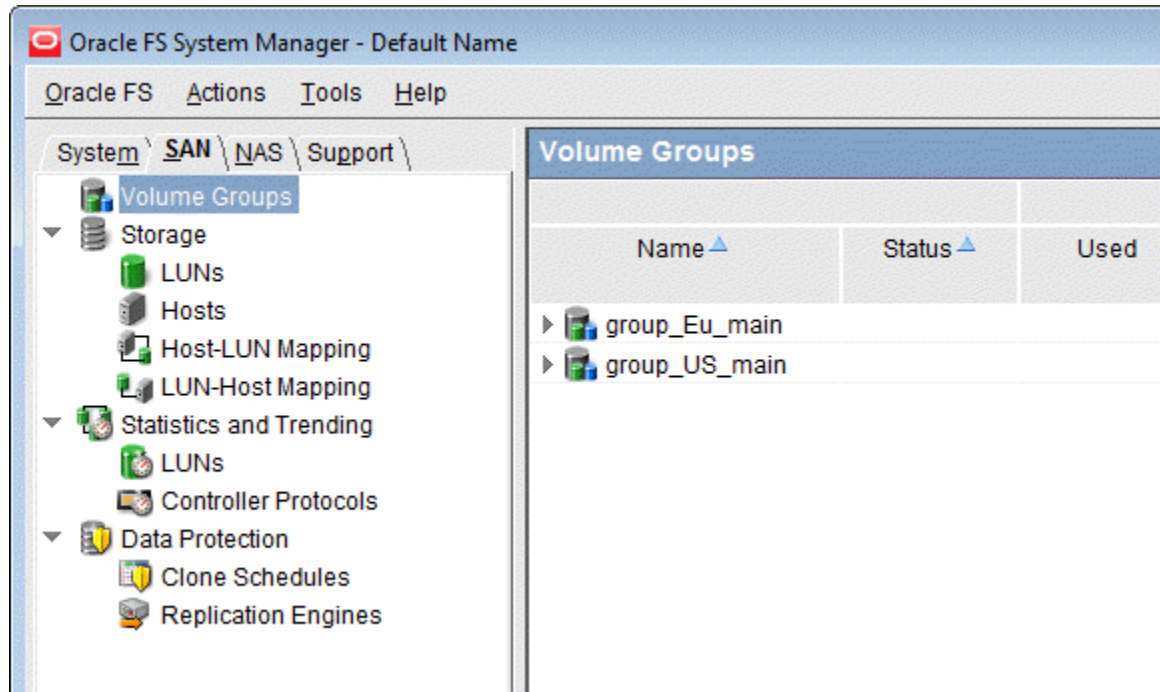 Oracle FS System Manager - Default Name
Oracle FS Actions Tools Help
System SAN NAS Support
Volume Groups
Storage
LUNs
Hosts
Host-LUN Mapping
LUN-Host Mapping
Statistics and Trending
LUNs
Controller Protocols
Data Protection
Clone Schedules
Replication Engines
Volume Groups
Name Status Used
group_Eu_main
group_US_main